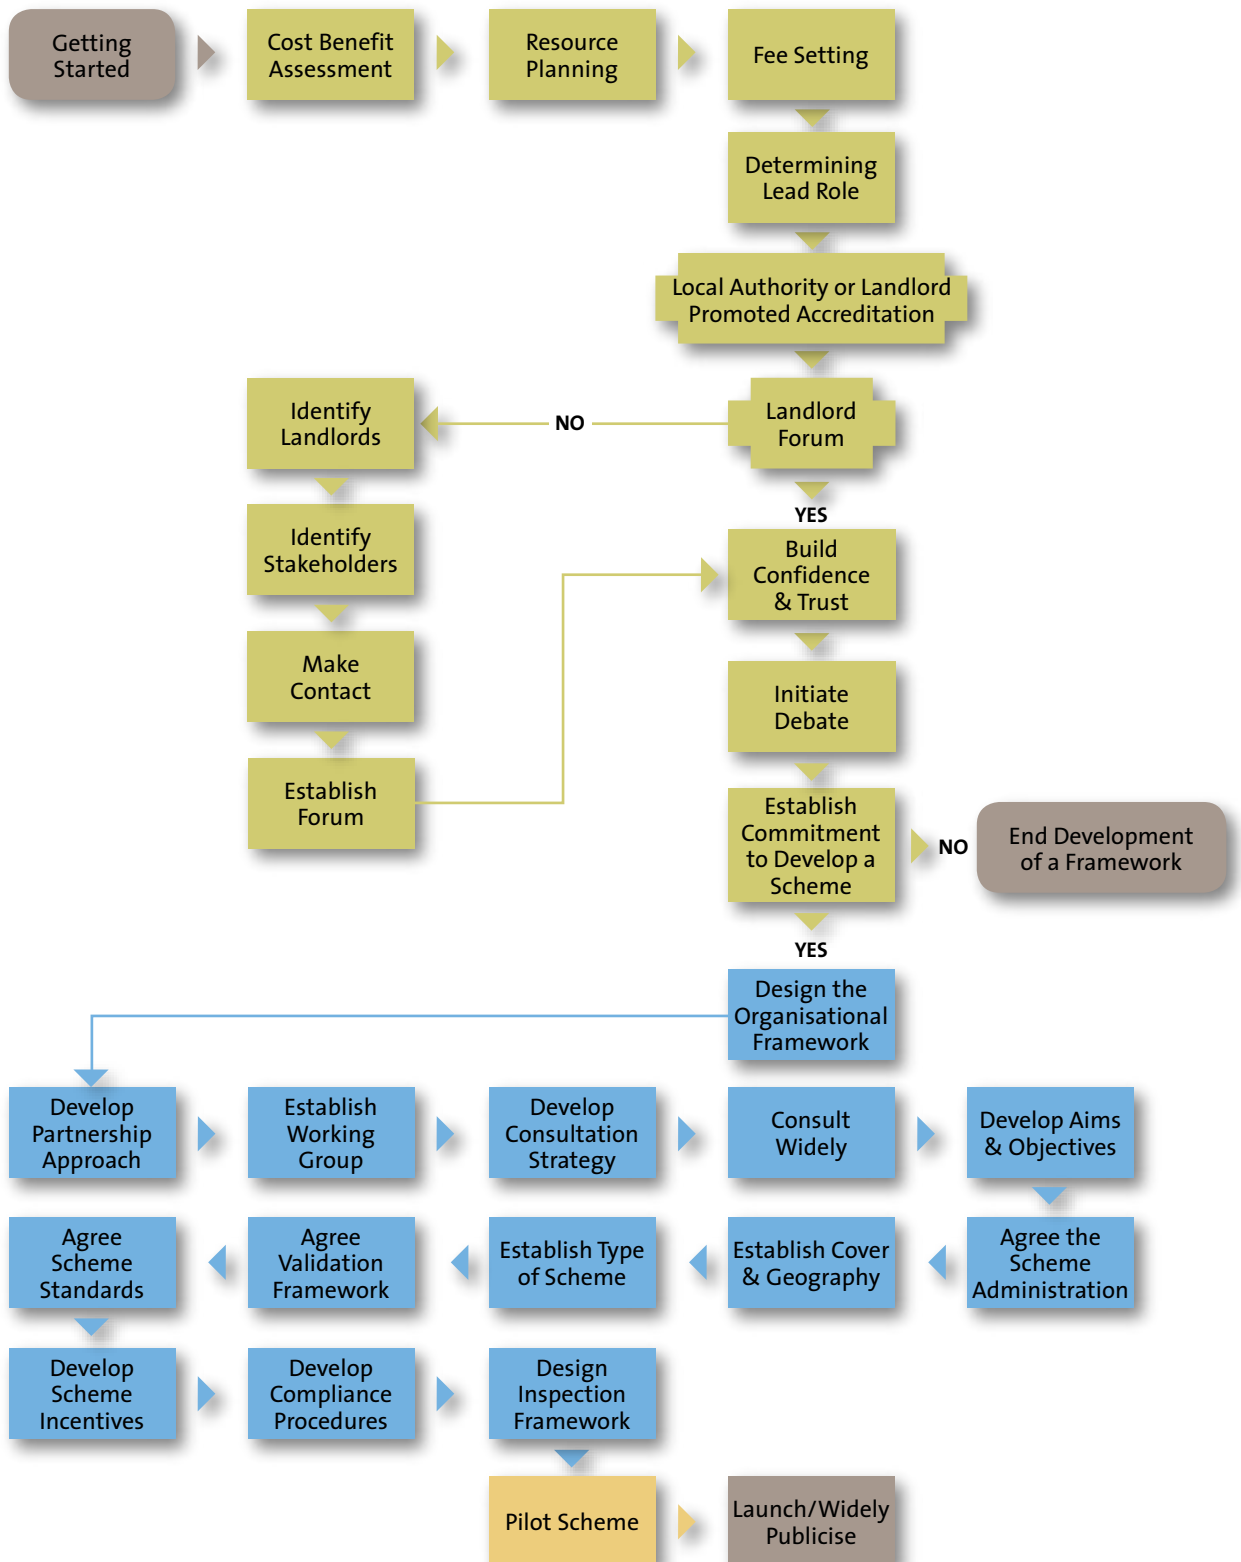 Getting
Started
Cost Benefit
Assessment
Resource
Planning
Fee Setting
Determining
Lead Role
Local Authority or Landlord
Promoted Accreditation
Landlord
Forum
NO
Identify
Landlords
Identify
Stakeholders
Make
Contact
Establish
Forum
YES
Build
Confidence
& Trust
Initiate
Debate
Establish
Commitment
to Develop a
Scheme
NO
End Development
of a Framework
YES
Design the
Organisational
Framework
Develop
Partnership
Approach
Establish
Working
Group
Develop
Consultation
Strategy
Consult
Widely
Develop Aims
& Objectives
Agree the
Scheme
Administration
Establish Cover
& Geography
Establish Type
of Scheme
Agree
Validation
Framework
Agree
Scheme
Standards
Develop
Scheme
Incentives
Develop
Compliance
Procedures
Design
Inspection
Framework
Pilot Scheme
Launch/Widely
Publicise